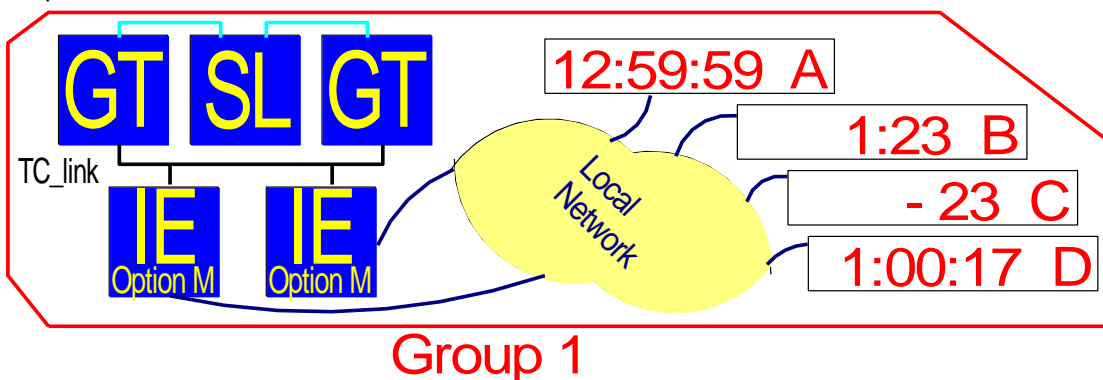 GT SL GT
12:59:59 A
1:23 B
TC_link
- 23 C
IE
Option M
IE
Option M
1:00:17 D
Local
Network
Group 1